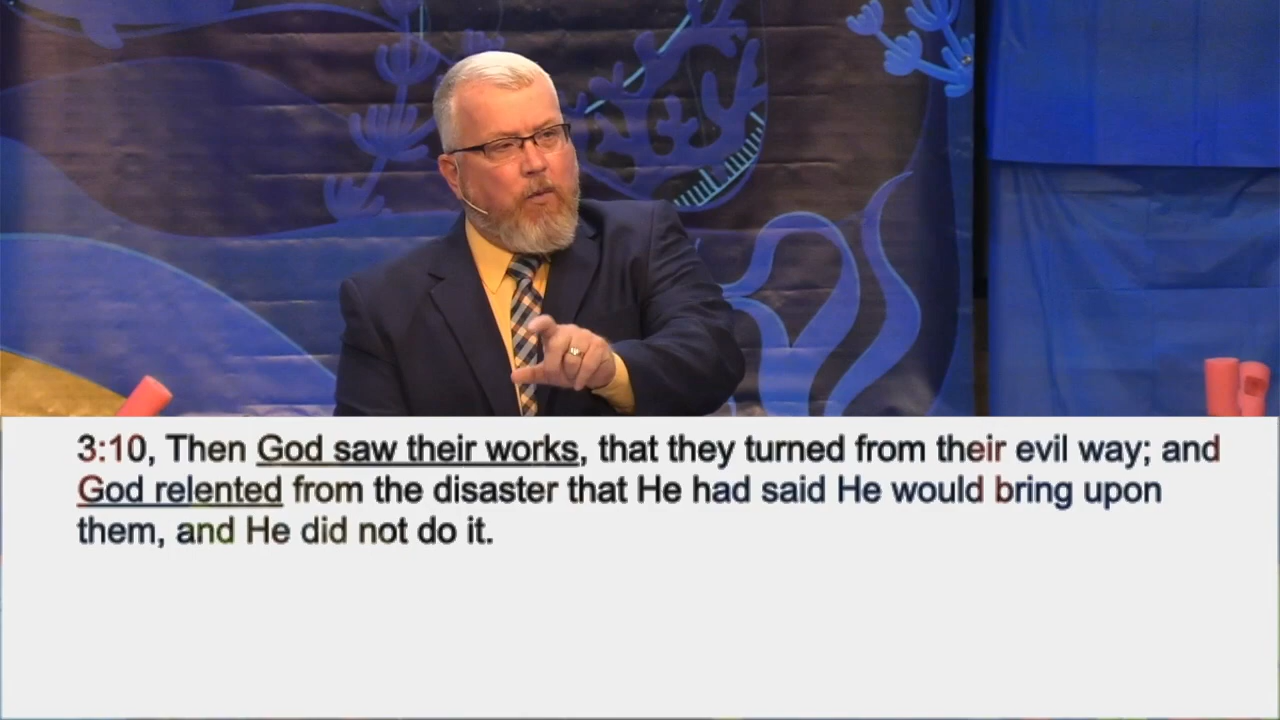 3:10, Then God saw their works, that they turned from their evil way; and
God relented from the disaster that He had said He would bring upon
them, and He did not do it.